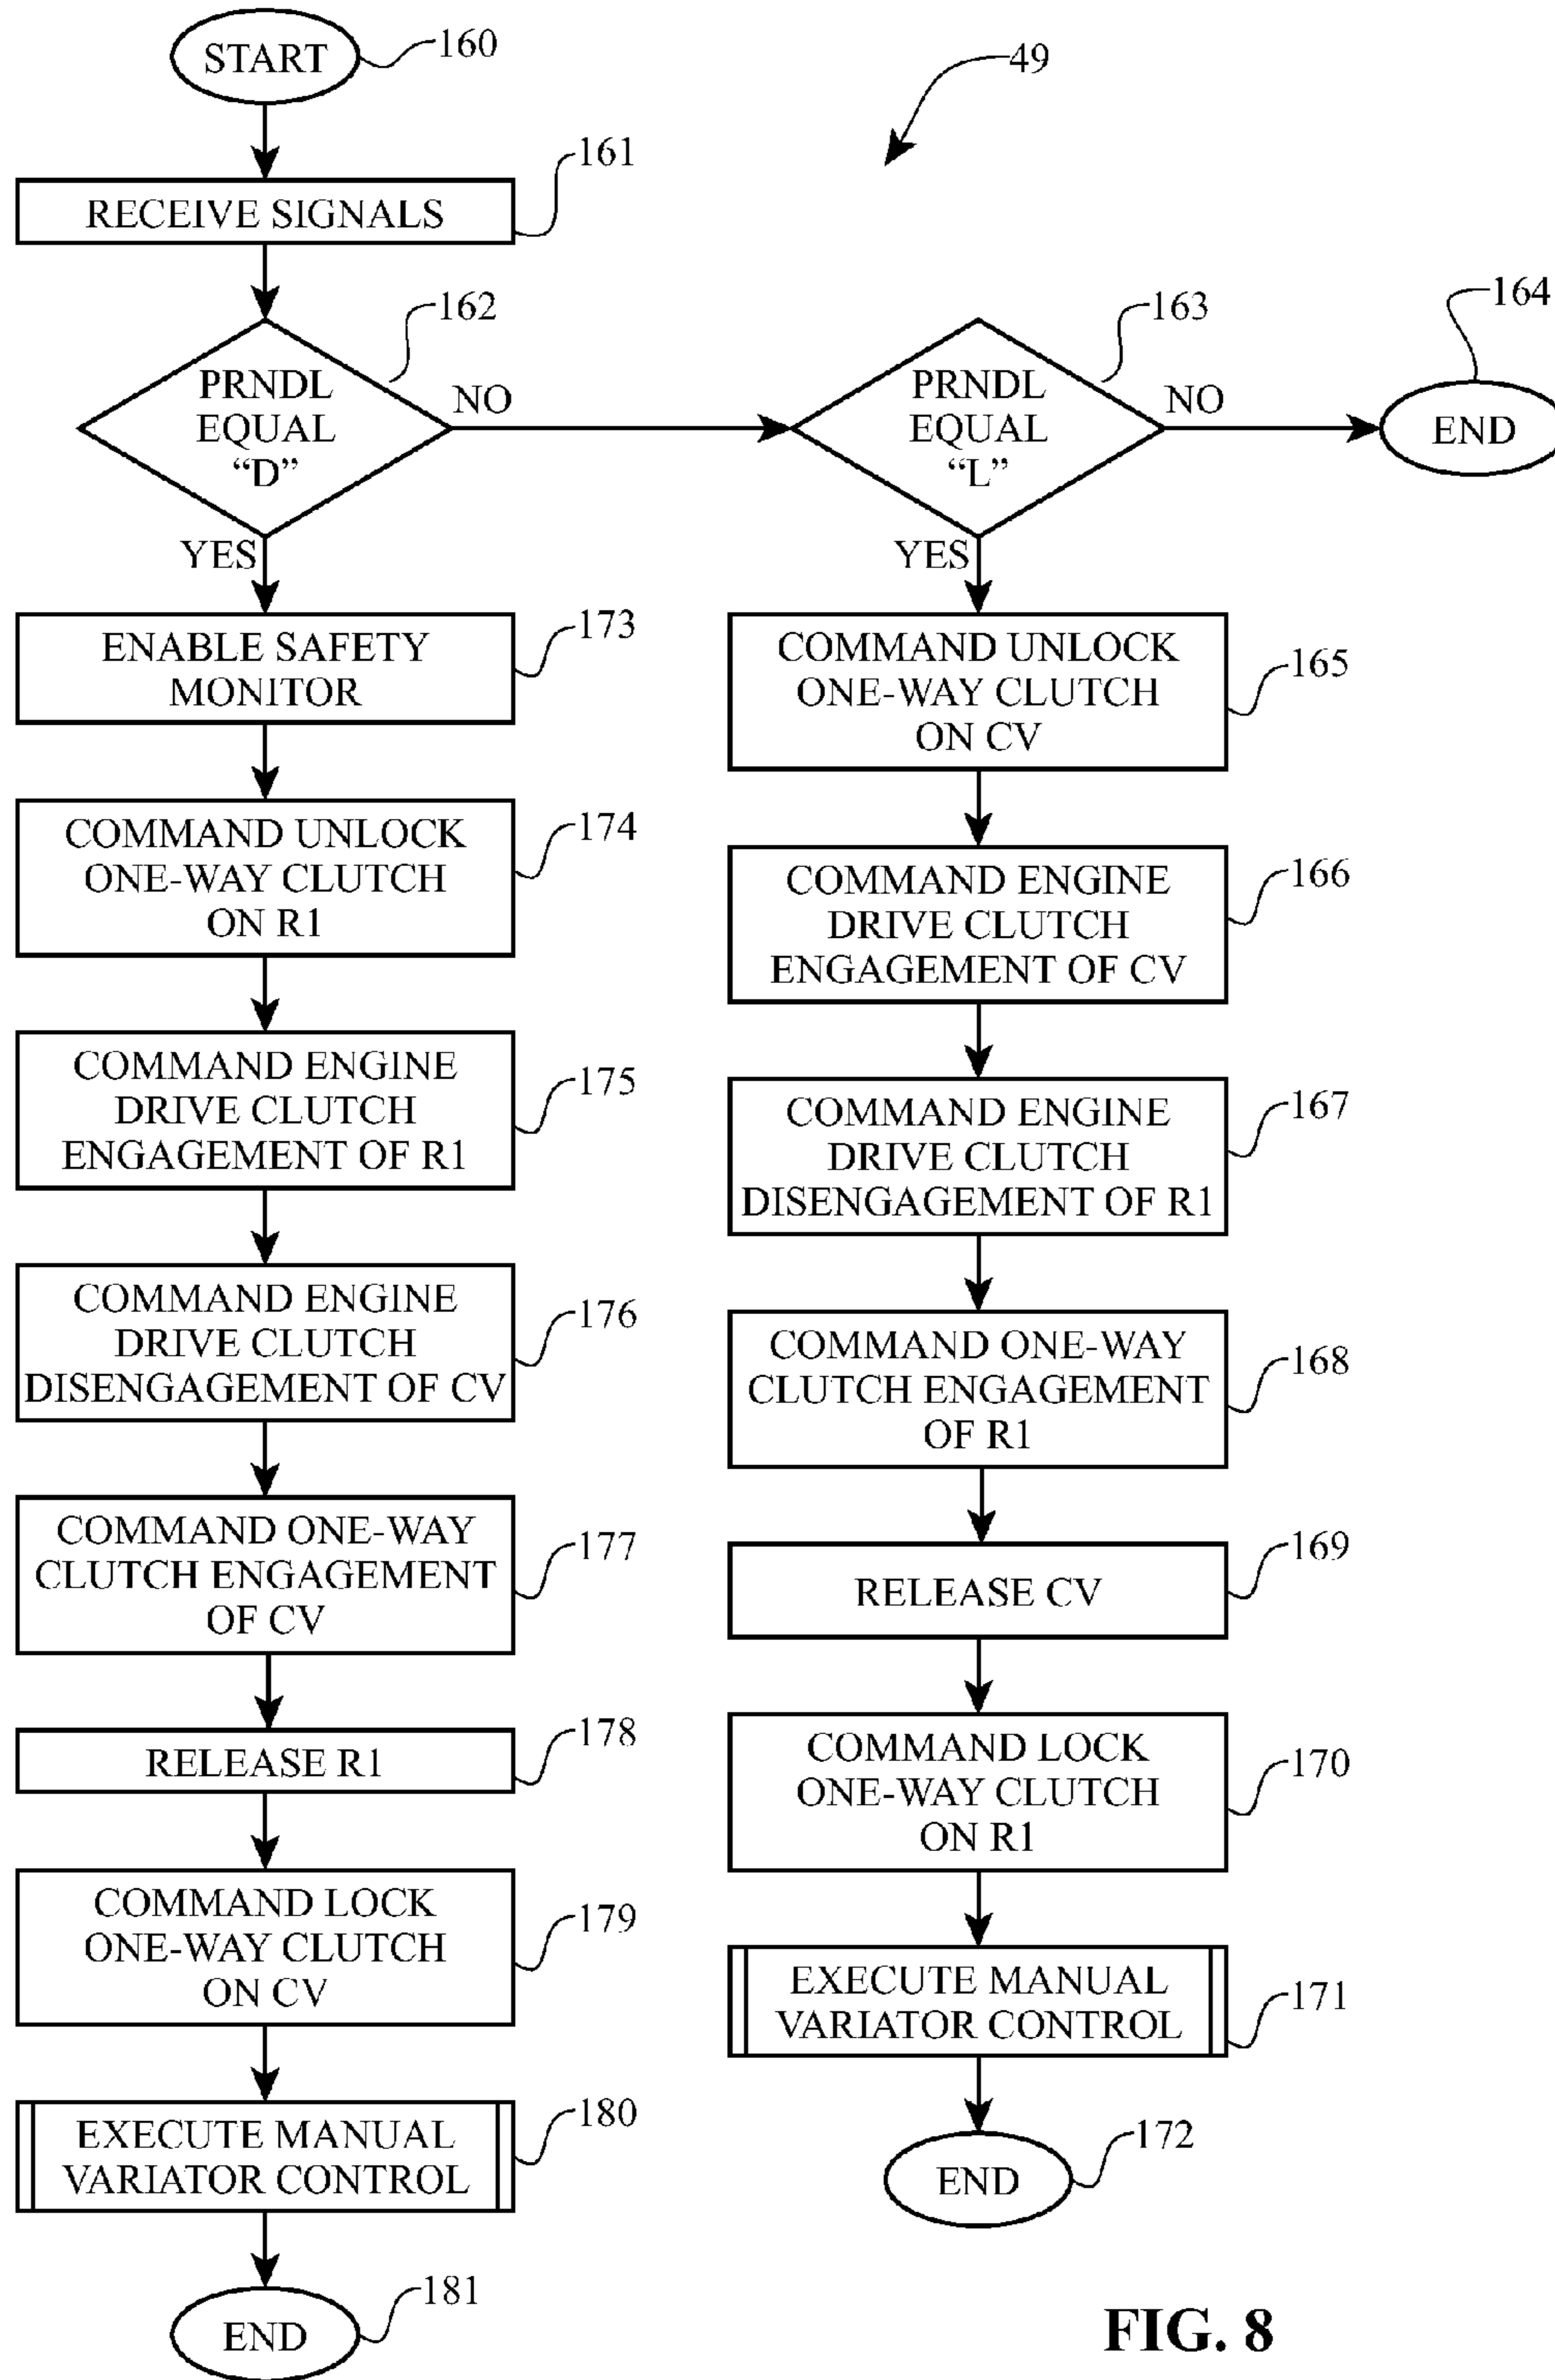 START
160
49
RECEIVE SIGNALS
161
PRNDL
EQUAL
“D”
162
NO
YES
PRNDL
EQUAL
“L”
163
NO
YES
END
164
ENABLE SAFETY
MONITOR
173
COMMAND UNLOCK
ONE-WAY CLUTCH
ON R1
174
COMMAND ENGINE
DRIVE CLUTCH
ENGAGEMENT OF R1
175
COMMAND ENGINE
DRIVE CLUTCH
DISENGAGEMENT OF CV
176
COMMAND ONE-WAY
CLUTCH ENGAGEMENT
OF CV
177
RELEASE R1
178
COMMAND LOCK
ONE-WAY CLUTCH
ON CV
179
EXECUTE MANUAL
VARIATOR CONTROL
180
END
181
COMMAND UNLOCK
ONE-WAY CLUTCH
ON CV
165
COMMAND ENGINE
DRIVE CLUTCH
ENGAGEMENT OF CV
166
COMMAND ENGINE
DRIVE CLUTCH
DISENGAGEMENT OF R1
167
COMMAND ONE-WAY
CLUTCH ENGAGEMENT
OF R1
168
RELEASE CV
169
COMMAND LOCK
ONE-WAY CLUTCH
ON R1
170
EXECUTE MANUAL
VARIATOR CONTROL
171
END
172
FIG. 8